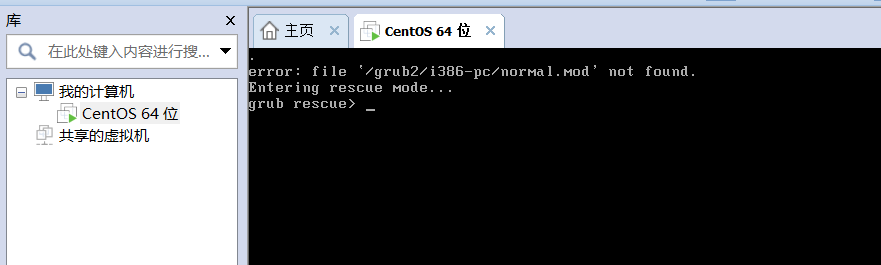 库
在此处键入内容进行搜...
我的计算机
CentOS 64 位
共享的虚拟机
主页
CentOS 64 位
.
error: file '/grub2/i386-pc/normal.mod' not found.
Entering rescue mode...
grub rescue> _